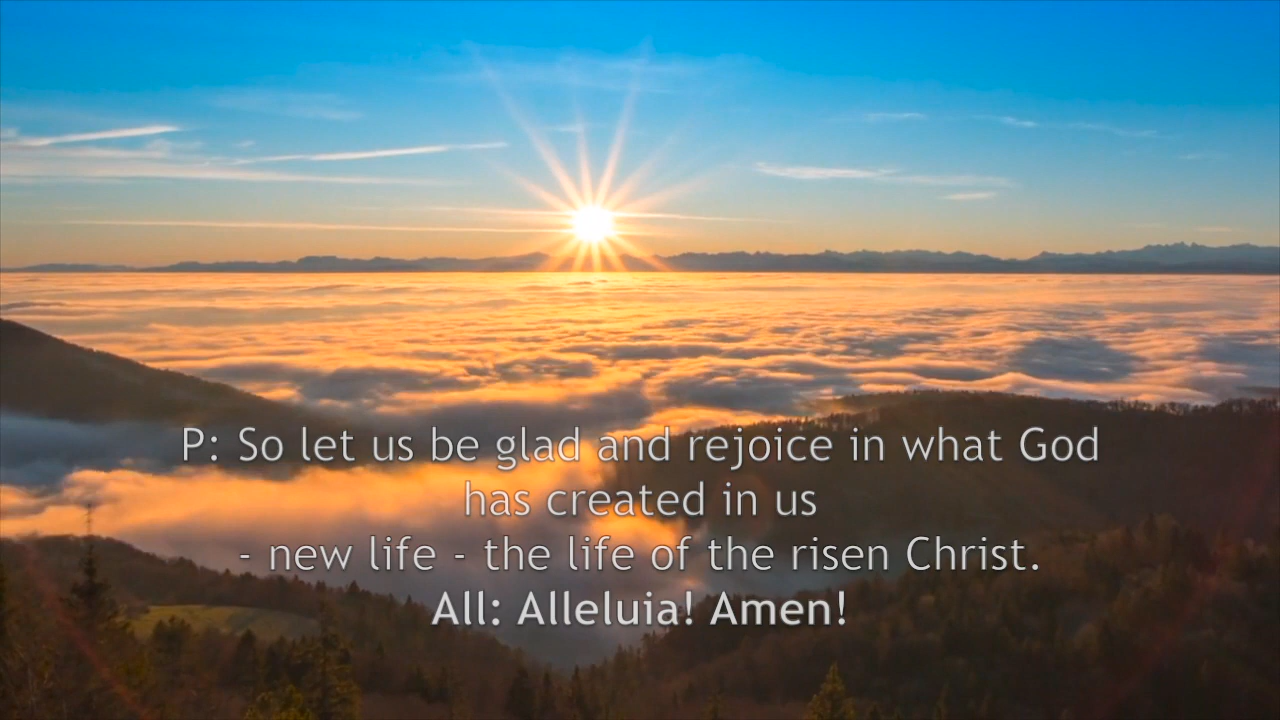 P: So let us be glad and rejoice in what God
has created in us
- new life - the life of the risen Christ.
All: Alleluia! Amen!